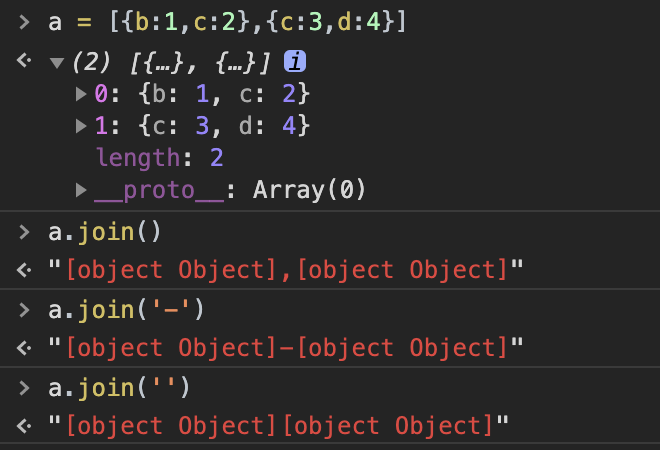 > a = [{b:1,c:2},{c:3,d:4}]
<· ▼(2) [{…}, {…}] i
▶0: {b: 1, c: 2}
▶1: {c: 3, d: 4}
length: 2
▶__proto__: Array(0)
> a.join()
<· "[object Object],[object Object]"
> a.join('-')
<· "[object Object]-[object Object]"
> a.join('')
<· "[object Object][object Object]"